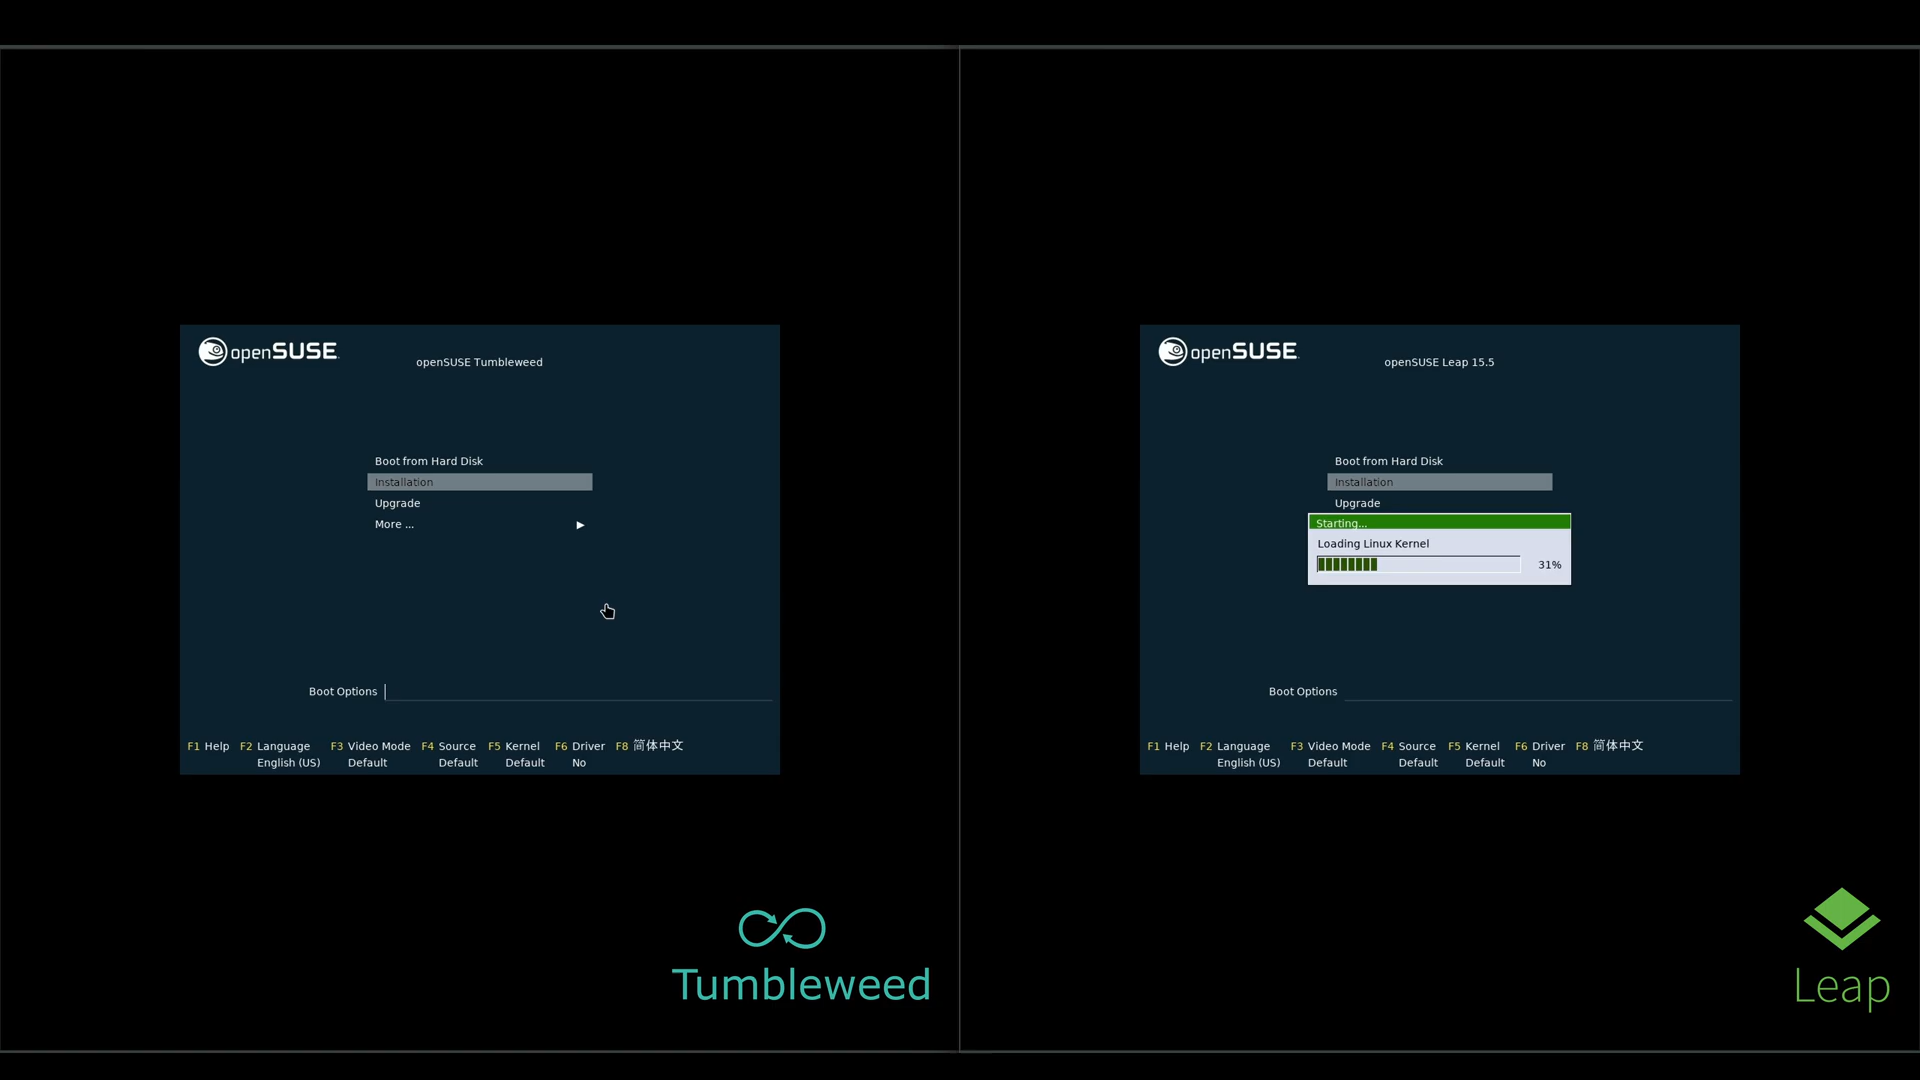 openSUSE
openSUSE Tumbleweed
Boot from Hard Disk
Installation
Upgrade
More ...
Boot Options
F1 Help F2 Language F3 Video Mode F4 Source F5 Kernel F6 Driver F8 简体中文
English (US) Default Default Default No
Tumbleweed
openSUSE
openSUSE Leap 15.5
Boot from Hard Disk
Installation
Upgrade
Starting...
Loading Linux Kernel
31%
Boot Options
F1 Help F2 Language F3 Video Mode F4 Source F5 Kernel F6 Driver F8 简体中文
English (US) Default Default Default No
Leap